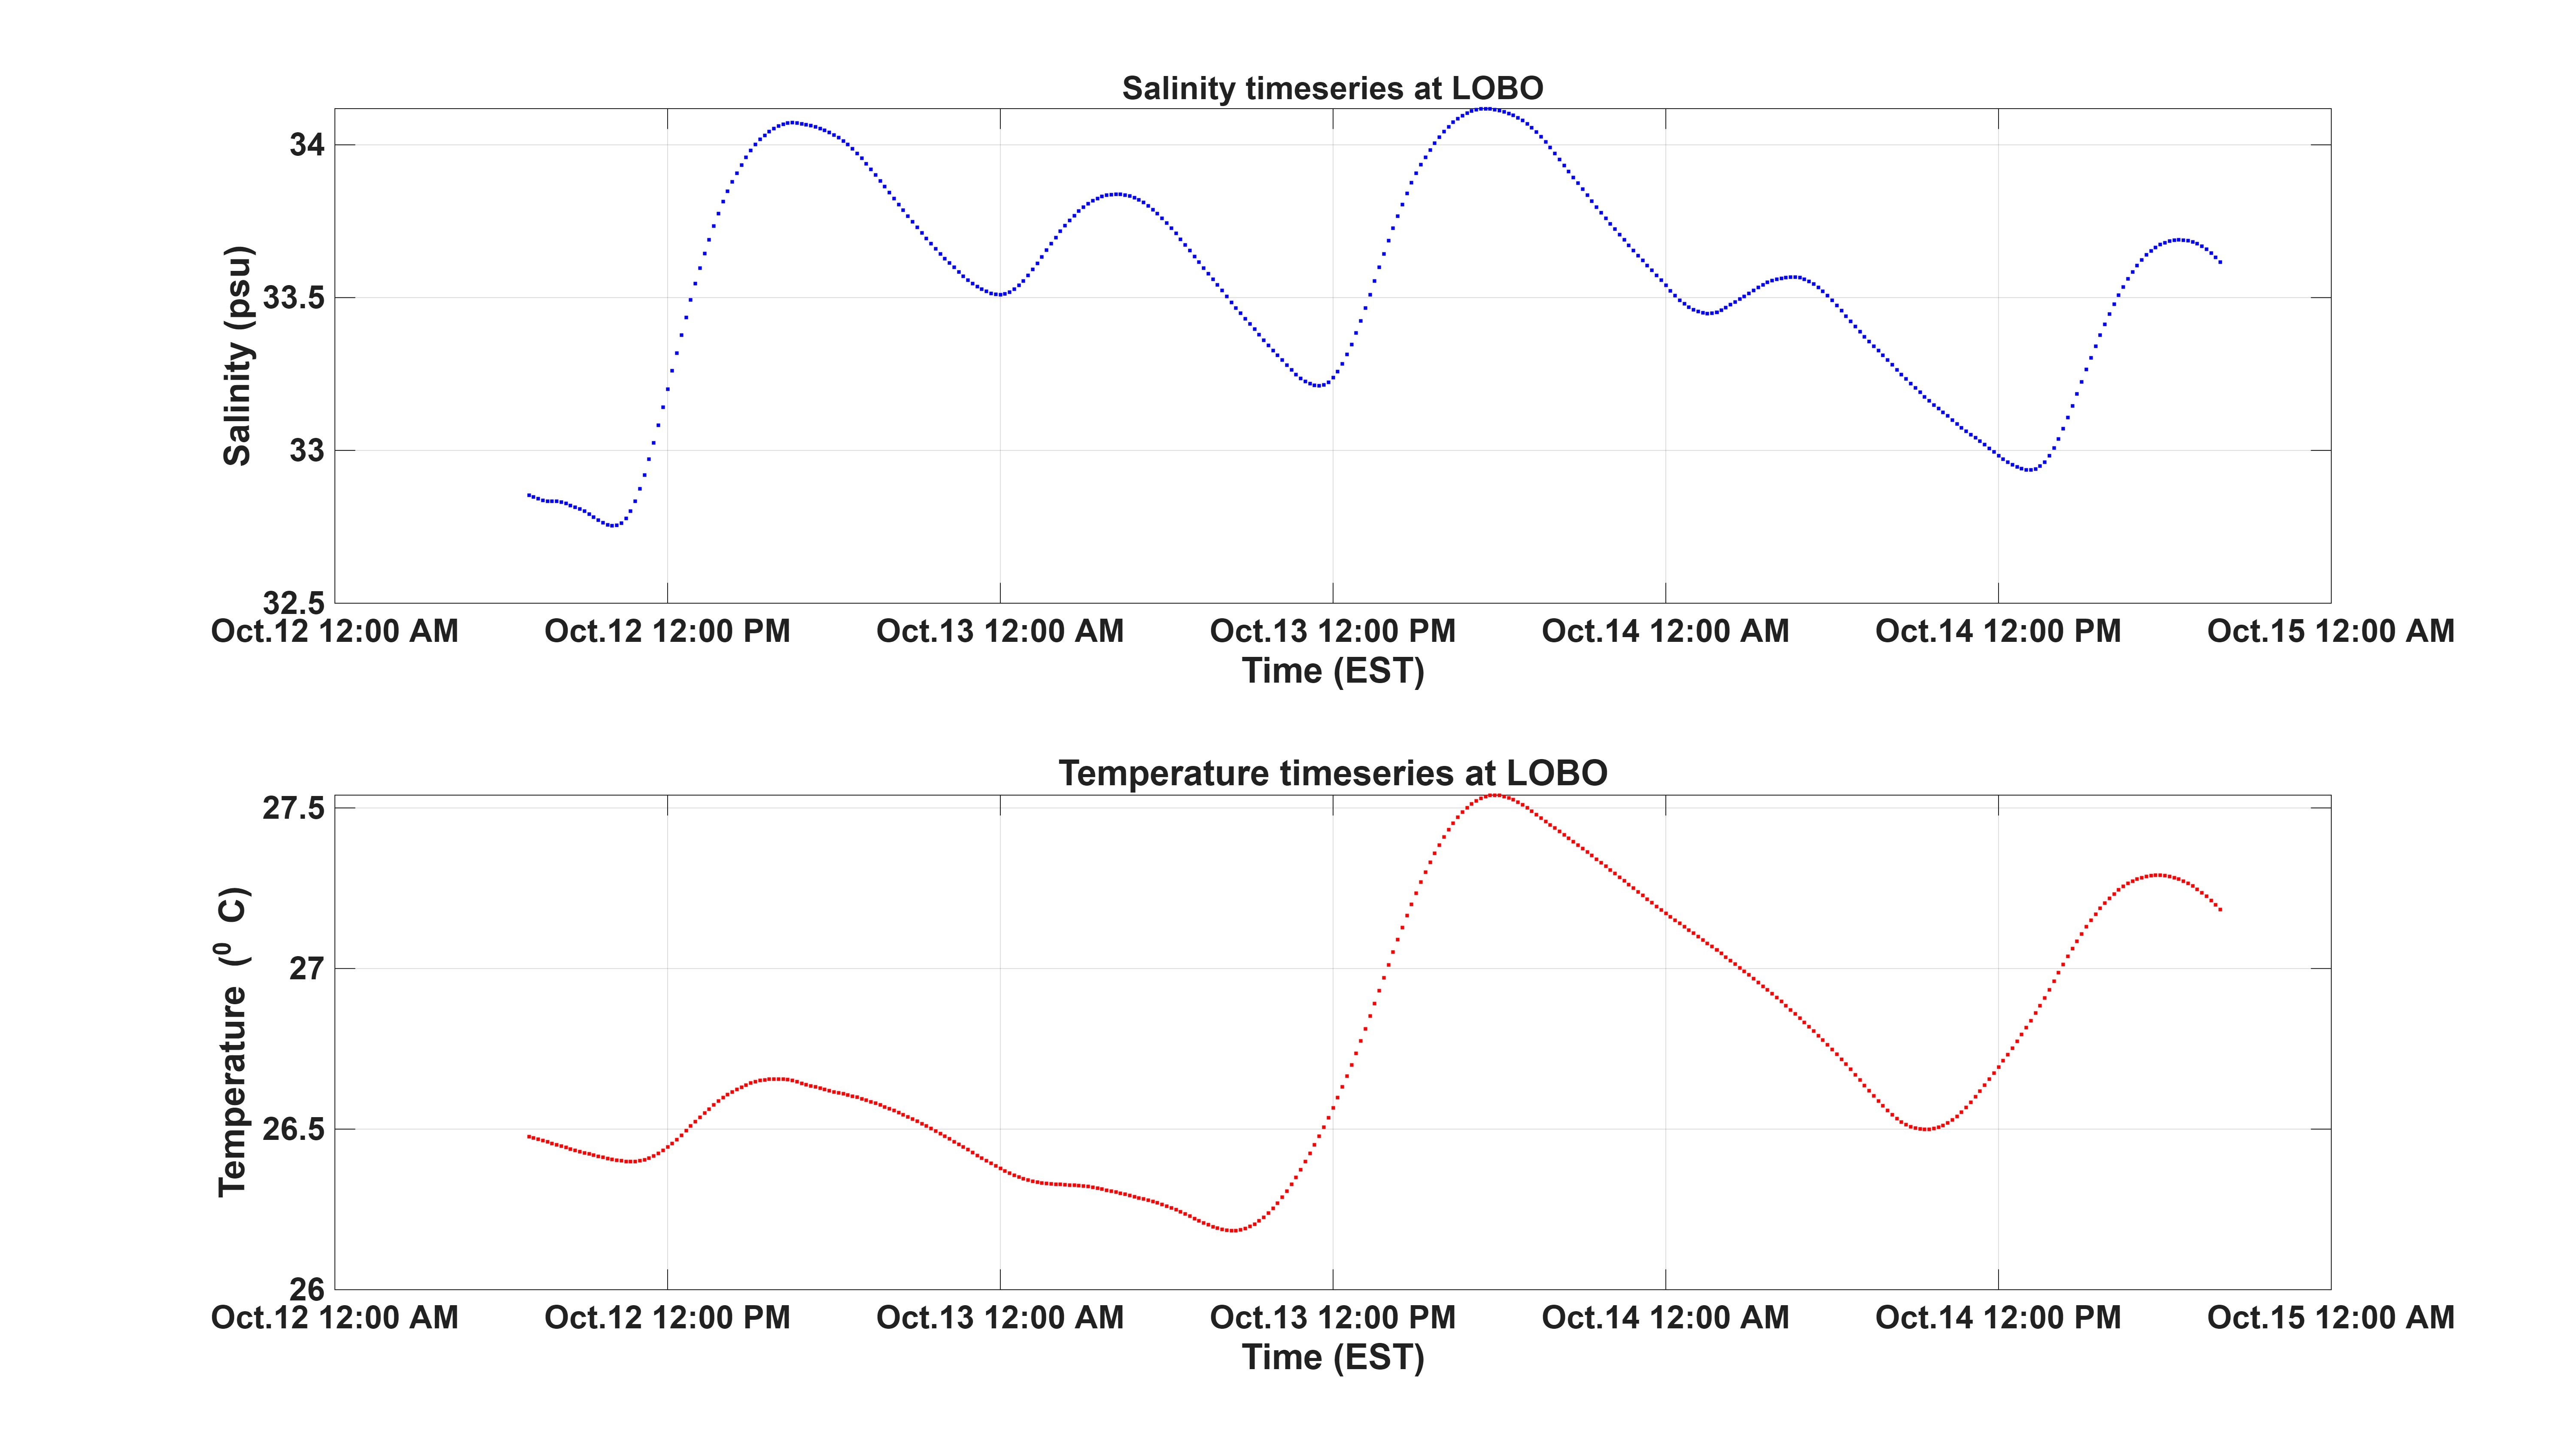 Salinity timeseries at LOBO
34
33.5
33
32.5
Salinity (psu)
Oct.12 12:00 AM Oct.12 12:00 PM Oct.13 12:00 AM Oct.13 12:00 PM Oct.14 12:00 AM Oct.14 12:00 PM Oct.15 12:00 AM
Time (EST)
Temperature timeseries at LOBO
27.5
27
26.5
26
Temperature (⁰ C)
Oct.12 12:00 AM Oct.12 12:00 PM Oct.13 12:00 AM Oct.13 12:00 PM Oct.14 12:00 AM Oct.14 12:00 PM Oct.15 12:00 AM
Time (EST)